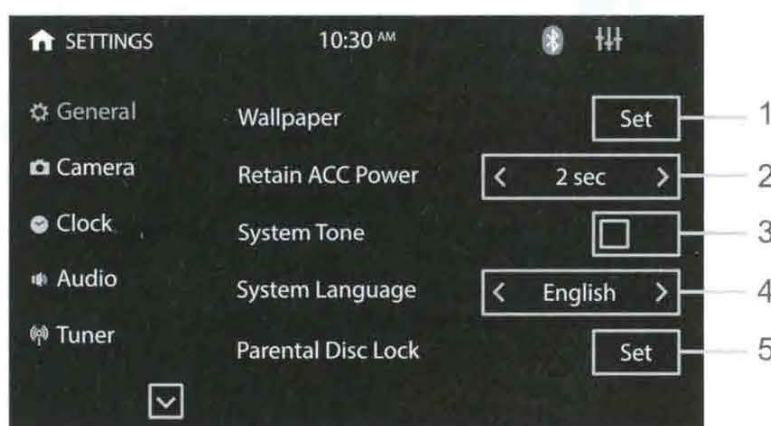 SETTINGS 10:30 AM
General Wallpaper Set 1
Camera Retain ACC Power < 2 sec > 2
Clock System Tone 3
Audio System Language < English > 4
Tuner Parental Disc Lock Set 5